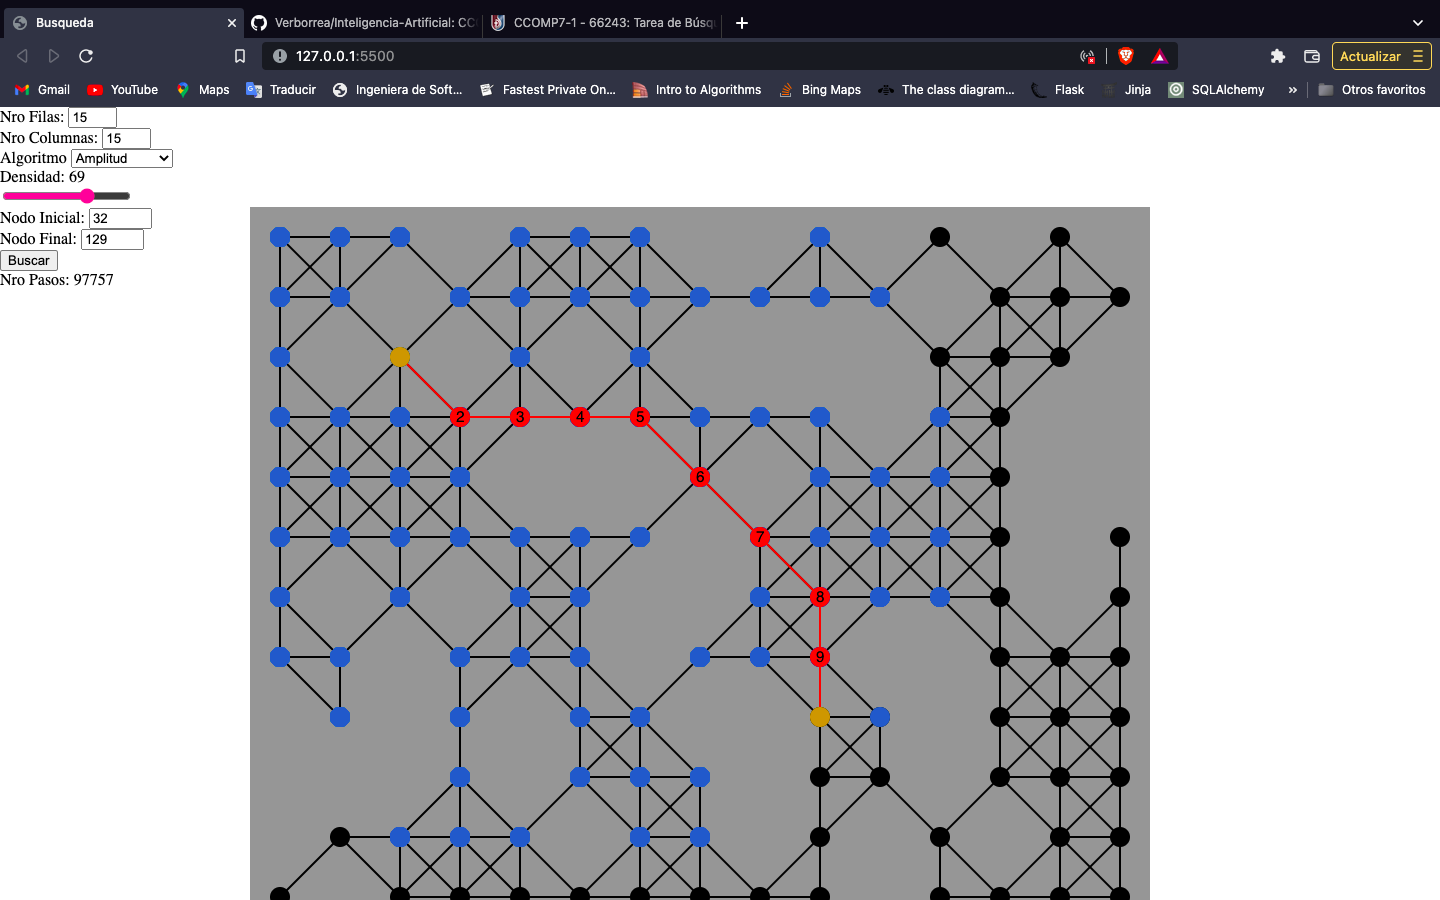 Busqueda
Verborrea/Inteligencia-Artificial: CC
CCOMP7-1 - 66243: Tarea de Búsqu
127.0.0.1:5500
Actualizar
Gmail
YouTube
Maps
Traducir
Ingeniera de Soft...
Fastest Private On...
Intro to Algorithms
Bing Maps
The class diagram...
Flask
Jinja
SQLAlchemy
»
Otros favoritos
Nro Filas: 15
Nro Columnas: 15
Algoritmo Amplitud
Densidad: 69
Nodo Inicial: 32
Nodo Final: 129
Buscar
Nro Pasos: 97757
2 3 4 5
6
7
8
9